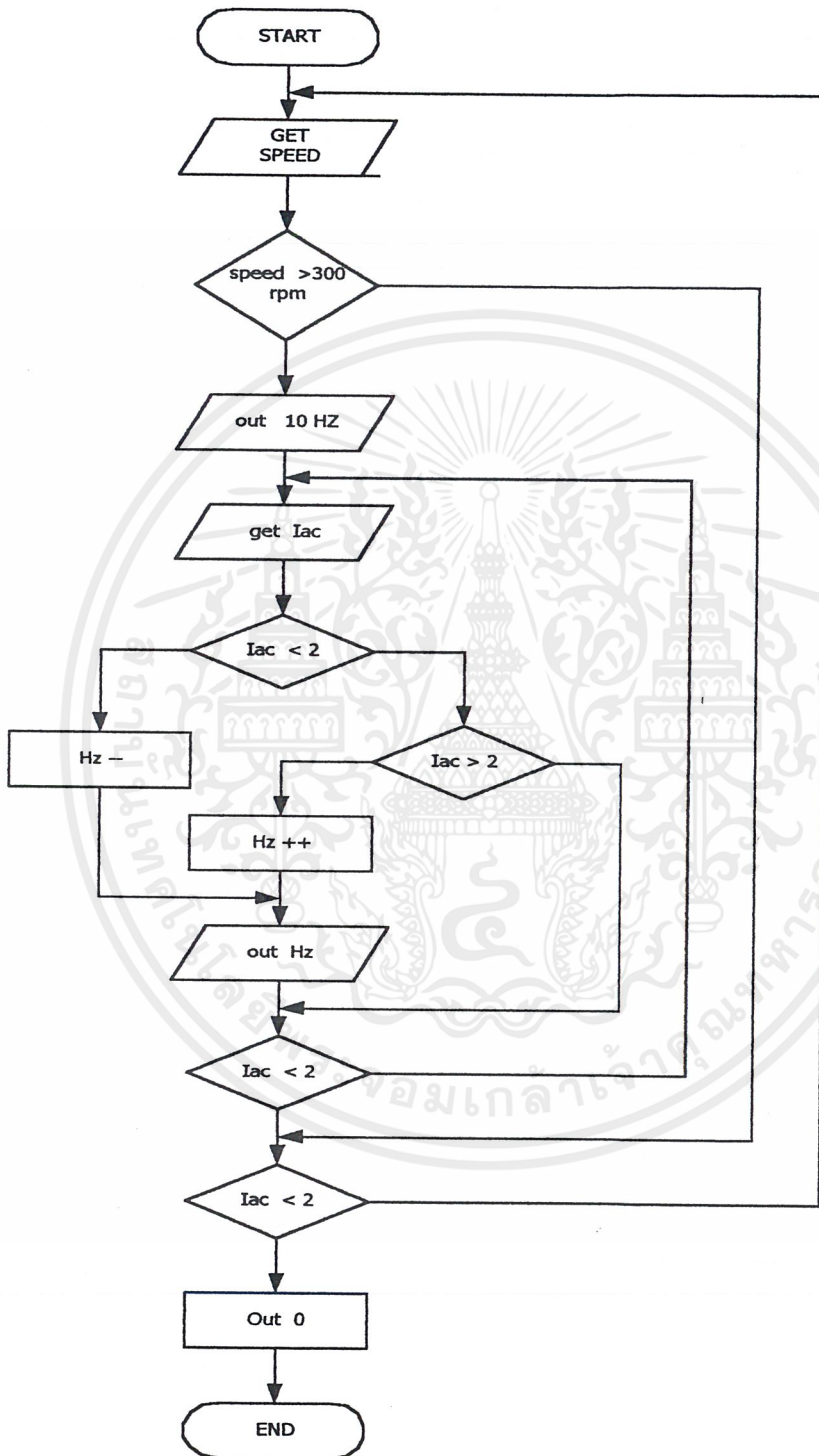 START
GET
SPEED
speed >300
rpm
out 10 HZ
get Iac
Iac < 2
Hz --
Iac > 2
Hz ++
out Hz
Iac < 2
Iac < 2
Out 0
END